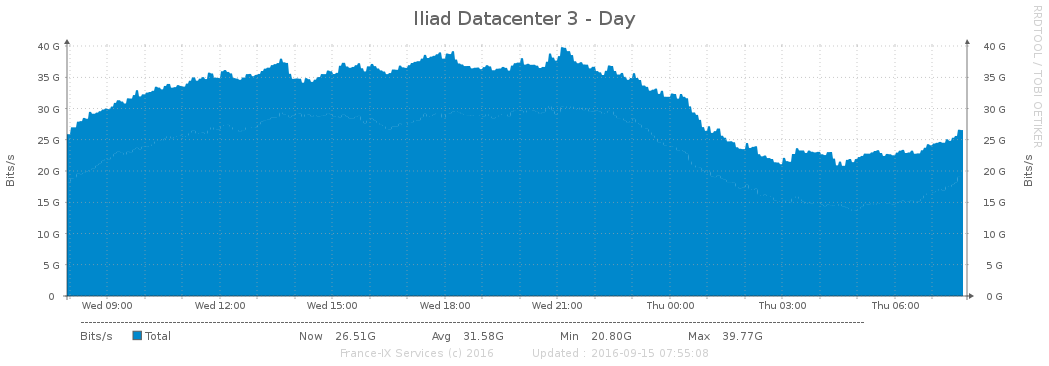 Iliad Datacenter 3 - Day
RRDTOOL / TOBI OETIKER
Bits/s
Bits/s
40 G 40 G
35 G 35 G
30 G 30 G
25 G 25 G
20 G 20 G
15 G 15 G
10 G 10 G
5 G 5 G
0 0 G
Wed 09:00 Wed 12:00 Wed 15:00 Wed 18:00 Wed 21:00 Thu 00:00 Thu 03:00 Thu 06:00
Bits/s Total Now 26.51G Avg 31.58G Min 20.80G Max 39.77G
France-IX Services (c) 2016 Updated : 2016-09-15 07:55:08